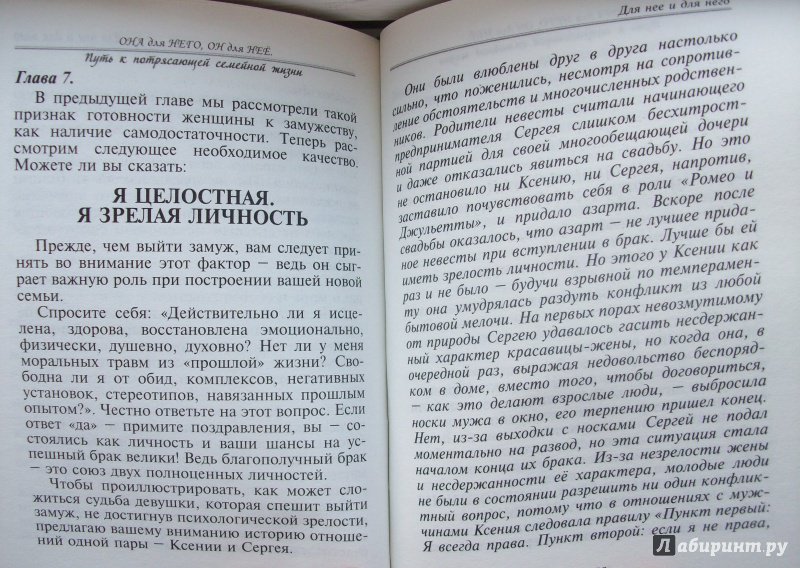 ОНА для НЕГО, ОН для НЕЁ.
Путь к потрясающей семейной жизни
Глава 7.
В предыдущей главе мы рассмотрели такой
признак готовности женщины к замужеству,
как наличие самодостаточности. Теперь рас-
смотрим следующее необходимое качество.
Можете ли вы сказать:
Я ЦЕЛОСТНАЯ.
Я ЗРЕЛАЯ ЛИЧНОСТЬ
Прежде, чем выйти замуж, вам следует при-
нять во внимание этот фактор — ведь он сыг-
рает важную роль при построении вашей новой
семьи.
Спросите себя: «Действительно ли я исце-
лена, здорова, восстановлена эмоционально,
физически, душевно, духовно? Нет ли у меня
моральных травм из «прошлой» жизни? Сво-
бодна ли я от обид, комплексов, негативных
установок, стереотипов, навязанных прошлым
опытом?». Честно ответьте на этот вопрос. Если
ответ «да» — примите поздравления, вы — со-
стоялись как личность и ваши шансы на ус-
пешный брак велики! Ведь благополучный брак
— это союз двух полноценных личностей.
Чтобы проиллюстрировать, как может сло-
житься судьба девушки, которая спешит выйти
замуж, не достигнув психологической зрелости,
предлагаю вашему вниманию историю отноше-
ний одной пары — Ксении и Сергея.
Для нее и для него
Они были влюблены друг в друга настолько
сильно, что поженились, несмотря на сопротив-
ление обстоятельств и многочисленных родствен-
ников. Родители невесты считали начинающего
предпринимателя Сергея слишком бесхитрост-
ной партией для своей многообещающей дочери
и даже отказались явиться на свадьбу. Но это
не остановило ни Ксению, ни Сергея, напротив,
заставило почувствовать себя в роли «Ромео и
Джульетты», и придало азарта. Вскоре после
свадьбы оказалось, что азарт — не лучшее прида-
ное невесты при вступлении в брак. Лучше бы ей
иметь зрелость личности. Но этого у Ксении как
раз и не было — будучи взрывной по темперамен-
ту она умудрялась раздуть конфликт из любой
бытовой мелочи. На первых порах невозмутимому
от природы Сергею удавалось гасить несдержан-
ный характер красавицы-жены, но когда она, в
очередной раз, выражая недовольство беспоряд-
ком в доме, вместо того, чтобы договориться,
— как это делают взрослые люди, — выбросила
носки мужа в окно, его терпению пришел конец.
Нет, из-за выходки с носками Сергей не подал
моментально на развод, но эта ситуация стала
началом конца их брака. Из-за незрелости жены
и несдержанности её характера, молодые люди
не были в состоянии разрешить ни один конфлик-
тный вопрос, потому что в отношениях с муж-
чинами Ксения следовала правилу «Пункт первый:
Я всегда права. Пункт второй: если я не права,
Лабиринт.ру